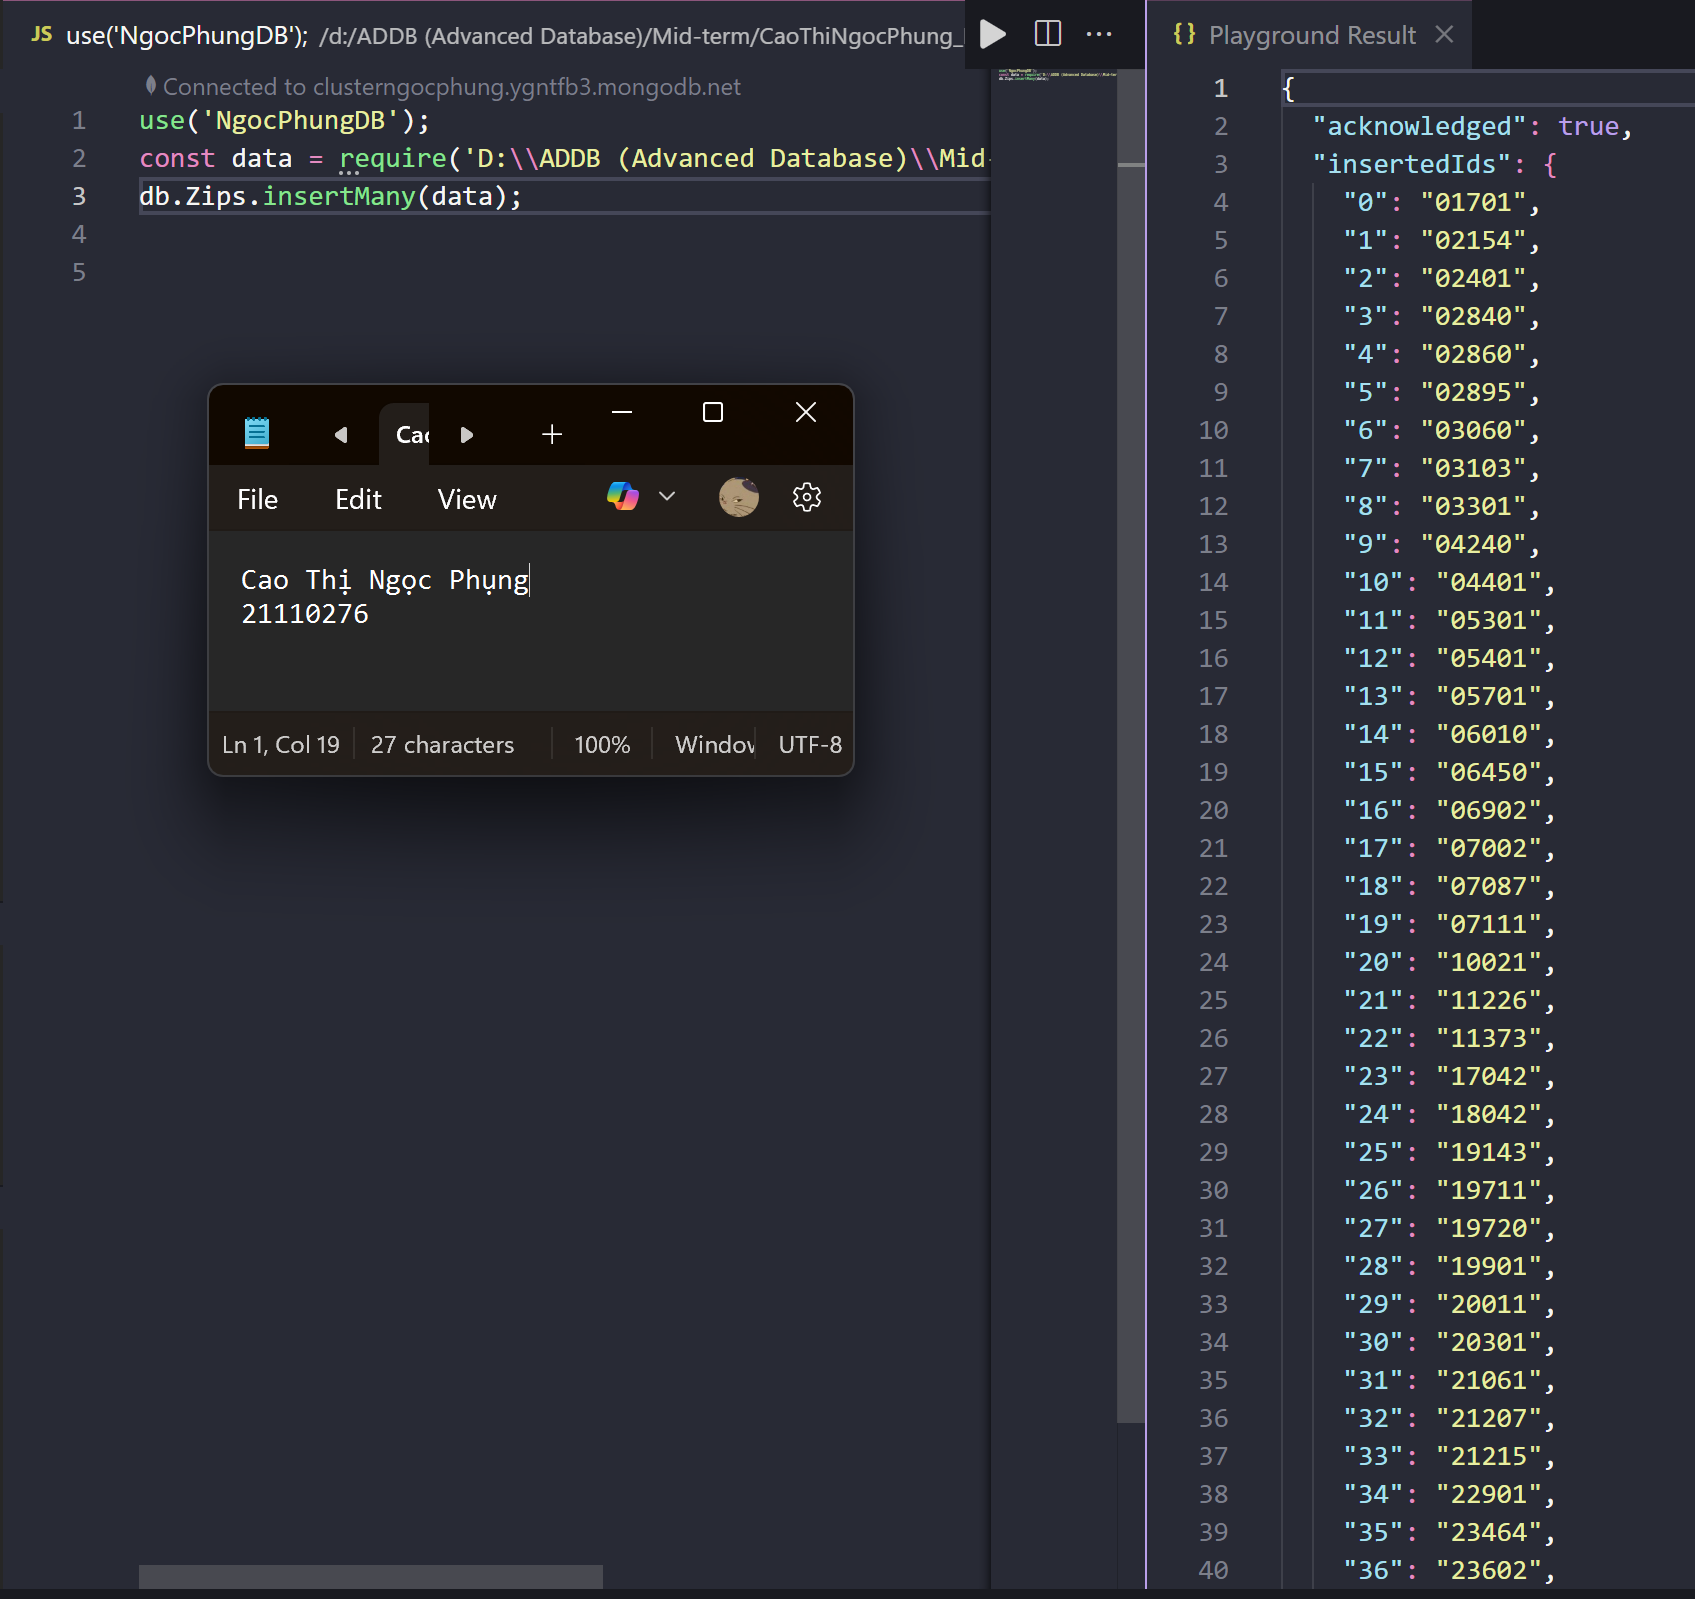 JS use('NgocPhungDB'); /d:/ADDB (Advanced Database)/Mid-term/CaoThiNgocPhung_
Connected to clusterngocphung.ygntfb3.mongodb.net
1 use('NgocPhungDB');
2 const data = require('D:\\ADDB (Advanced Database)\\Mid-
3 db.Zips.insertMany(data);
4
5
Cao
File Edit View
Cao Thị Ngọc Phụng
21110276
Ln 1, Col 19 27 characters 100% Window UTF-8
{} Playground Result
1 {
2 "acknowledged": true,
3 "insertedIds": {
4 "0": "01701",
5 "1": "02154",
6 "2": "02401",
7 "3": "02840",
8 "4": "02860",
9 "5": "02895",
10 "6": "03060",
11 "7": "03103",
12 "8": "03301",
13 "9": "04240",
14 "10": "04401",
15 "11": "05301",
16 "12": "05401",
17 "13": "05701",
18 "14": "06010",
19 "15": "06450",
20 "16": "06902",
21 "17": "07002",
22 "18": "07087",
23 "19": "07111",
24 "20": "10021",
25 "21": "11226",
26 "22": "11373",
27 "23": "17042",
28 "24": "18042",
29 "25": "19143",
30 "26": "19711",
31 "27": "19720",
32 "28": "19901",
33 "29": "20011",
34 "30": "20301",
35 "31": "21061",
36 "32": "21207",
37 "33": "21215",
38 "34": "22901",
39 "35": "23464",
40 "36": "23602",